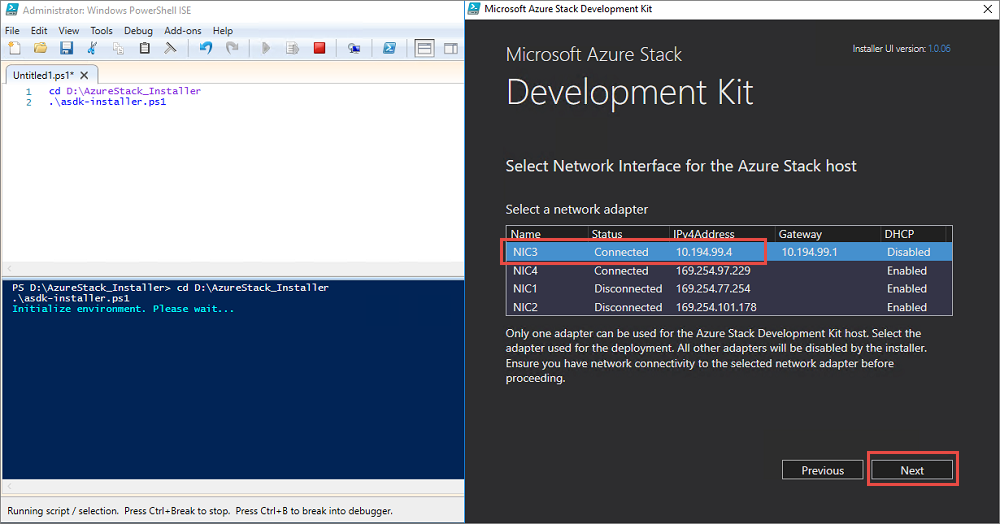 Administrator: Windows PowerShell ISE
File Edit View Tools Debug Add-ons Help
Untitled1.ps1* X
1 cd D:\AzureStack_Installer
2 .\asdk-installer.ps1
PS D:\AzureStack_Installer> cd D:\AzureStack_Installer
.\asdk-installer.ps1
Initialize environment. Please wait...
Running script / selection. Press Ctrl+Break to stop. Press Ctrl+B to break into debugger.
Microsoft Azure Stack Development Kit
Microsoft Azure Stack
Installer UI version: 1.0.06
Development Kit
Select Network Interface for the Azure Stack host
Select a network adapter
Name Status IPv4Address Gateway DHCP
NIC3 Connected 10.194.99.4 10.194.99.1 Disabled
NIC4 Connected 169.254.97.229 Enabled
NIC1 Disconnected 169.254.77.254 Enabled
NIC2 Disconnected 169.254.101.178 Enabled
Only one adapter can be used for the Azure Stack Development Kit host. Select the
adapter used for the deployment. All other adapters will be disabled by the installer.
Ensure you have network connectivity to the selected network adapter before
proceeding.
Previous Next